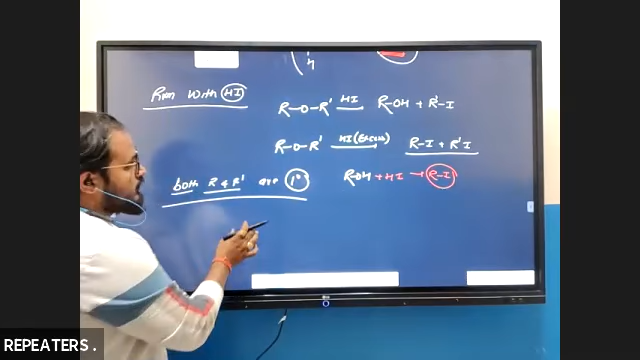 Rxn with HI
R-O-R' HI R-OH + R'-I
R-O-R' HI (Excess) R-I + R'I
both R & R' are 1°
R-OH + HI → R-I
REPEATERS .